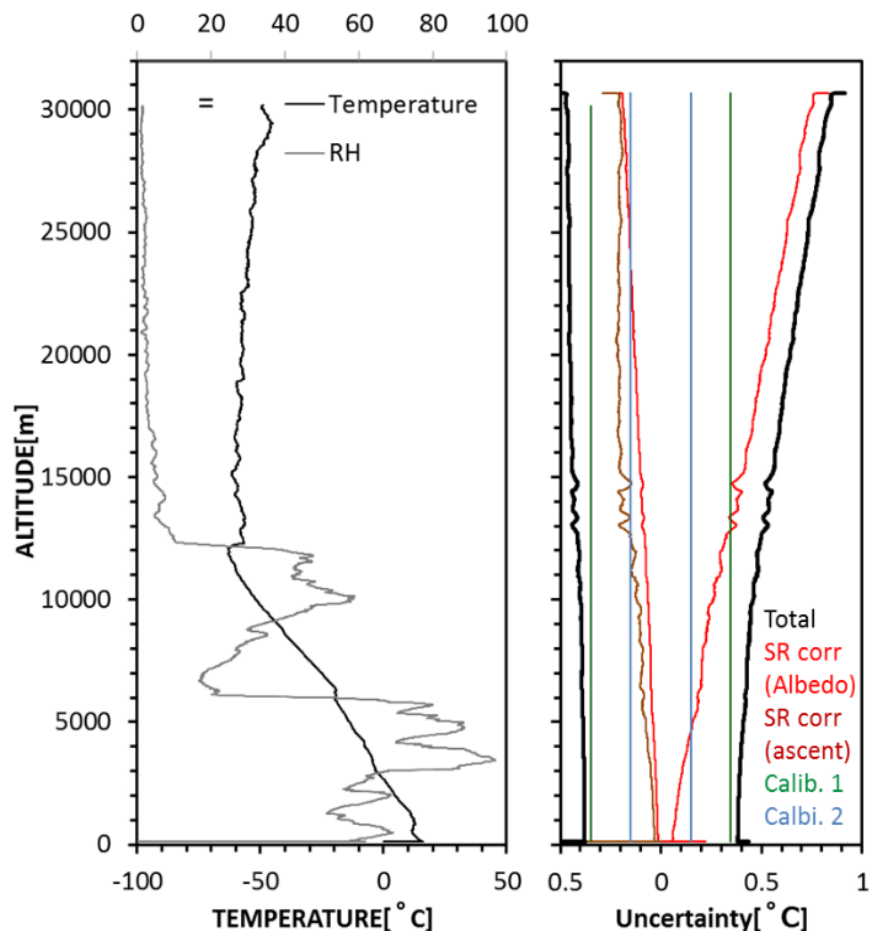 0 20 40 60 80 100
30000
25000
20000
15000
10000
5000
0
ALTITUDE[m]
=
Temperature
RH
-100 -50 0 50
TEMPERATURE[°C]
Total
SR corr
(Albedo)
SR corr
(ascent)
Calib. 1
Calbi. 2
0.5 0 0.5 1
Uncertainty[°C]